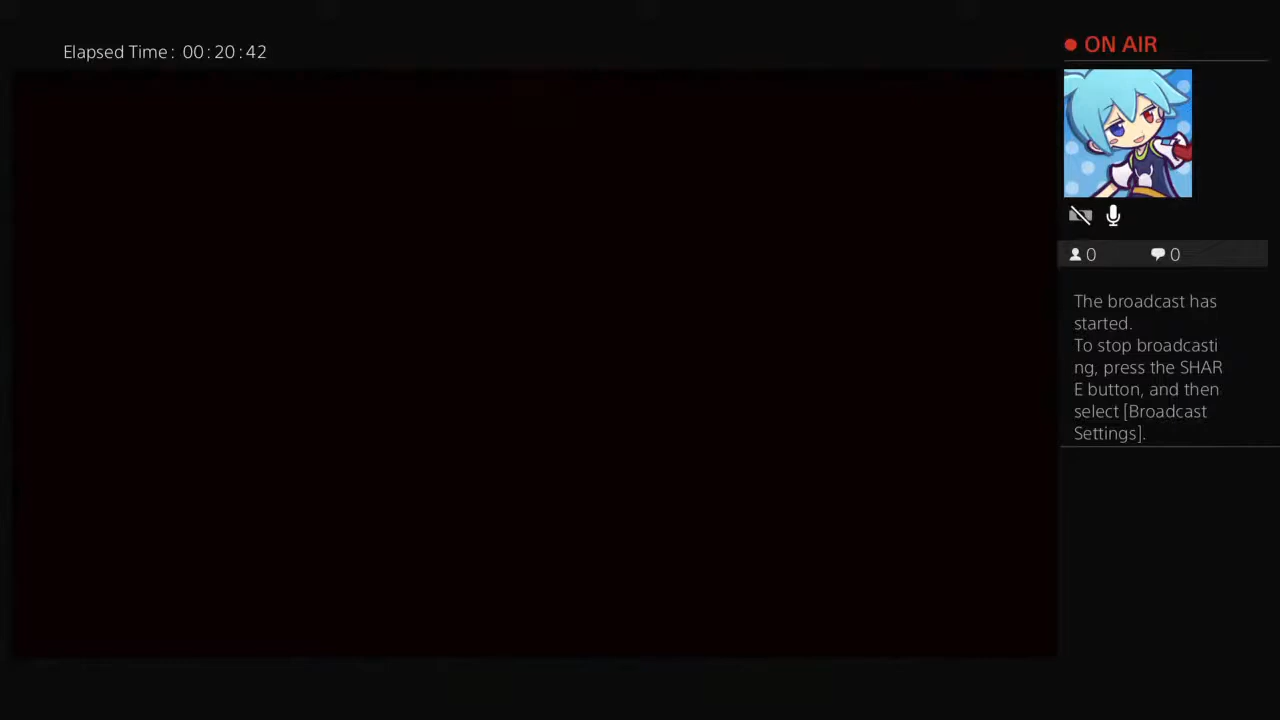 Elapsed Time: 00:20:42
ON AIR
0
0
The broadcast has
started.
To stop broadcasti
ng, press the SHAR
E button, and then
select [Broadcast
Settings].